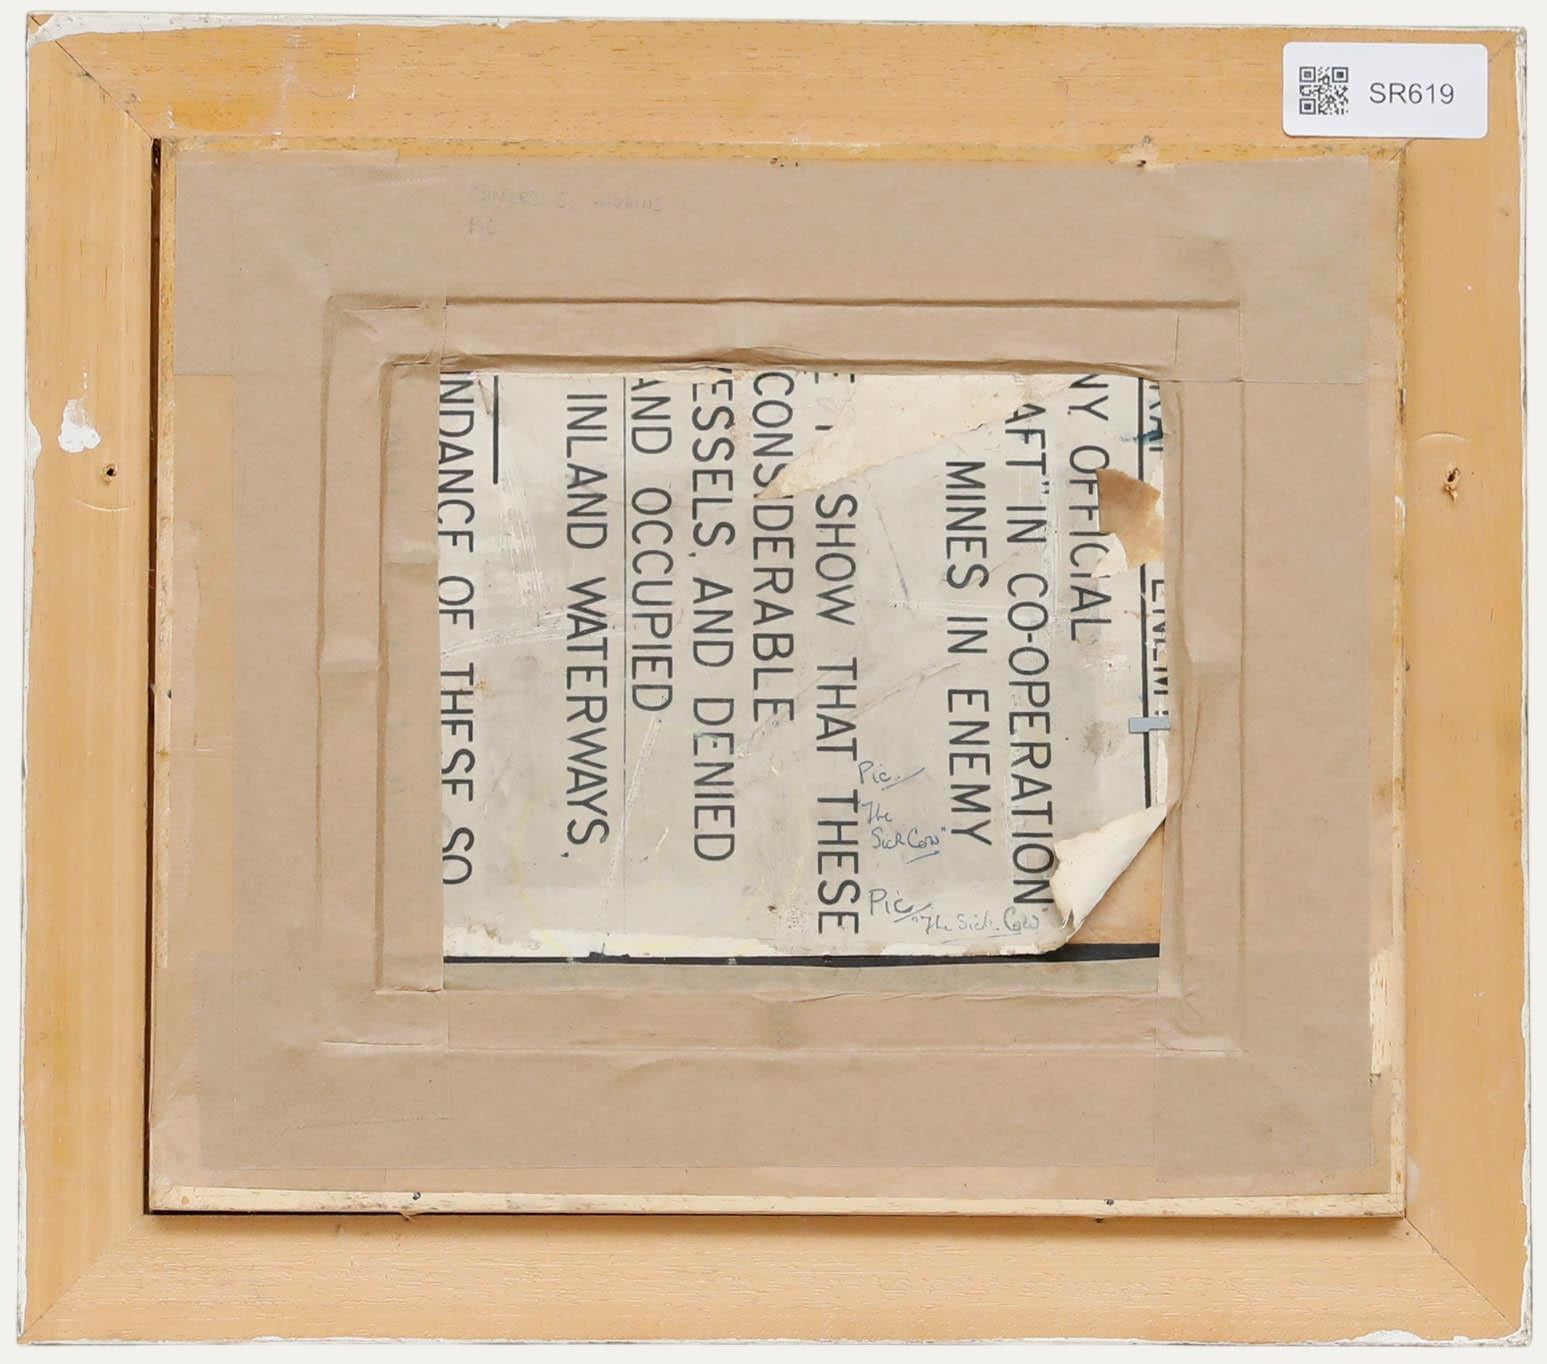 SR619
ENEMY
NY OFFICIAL
AFT" IN CO-OPERATION
MINES IN ENEMY
SHOW THAT THESE
CONSIDERABLE
VESSELS, AND DENIED
AND OCCUPIED
INLAND WATERWAYS,
NDANCE OF THESE SO
Pic/
"The
Sick Cow"
Pic/
"The Sick Cow"